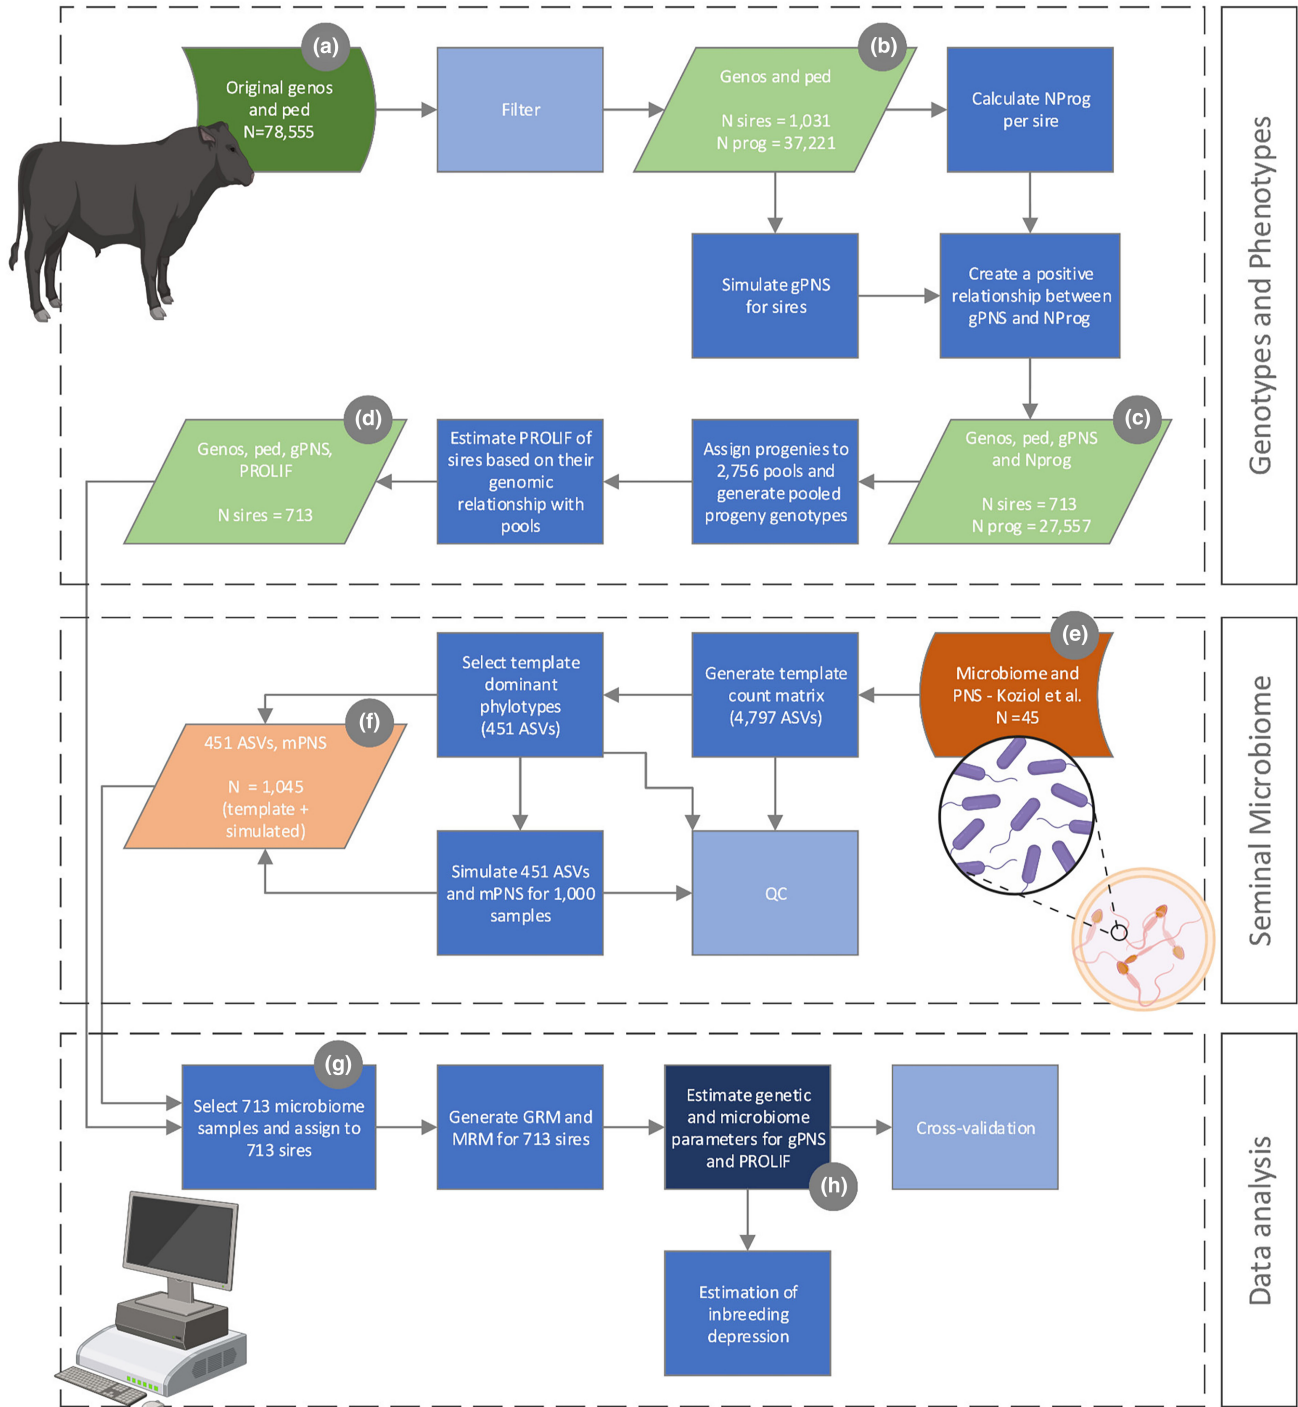 (a)
Original genos
and ped
N=78,555
Filter
(b)
Genos and ped
N sires = 1,031
N prog = 37,221
Calculate NProg
per sire
Simulate gPNS
for sires
Create a positive
relationship between
gPNS and NProg
(c)
Genos, ped, gPNS
and Nprog
N sires = 713
N prog = 27,557
Assign progenies to
2,756 pools and
generate pooled
progeny genotypes
Estimate PROLIF of
sires based on their
genomic
relationship with
pools
(d)
Genos, ped, gPNS,
PROLIF
N sires = 713
Genotypes and Phenotypes
(e)
Microbiome and
PNS - Koziol et al.
N =45
Generate template
count matrix
(4,797 ASVs)
Select template
dominant
phylotypes
(451 ASVs)
(f)
451 ASVs, mPNS
N = 1,045
(template +
simulated)
Simulate 451 ASVs
and mPNS for 1,000
samples
QC
Seminal Microbiome
(g)
Select 713 microbiome
samples and assign to
713 sires
Generate GRM and
MRM for 713 sires
Estimate genetic
and microbiome
parameters for gPNS
and PROLIF
(h)
Cross-validation
Estimation of
inbreeding
depression
Data analysis